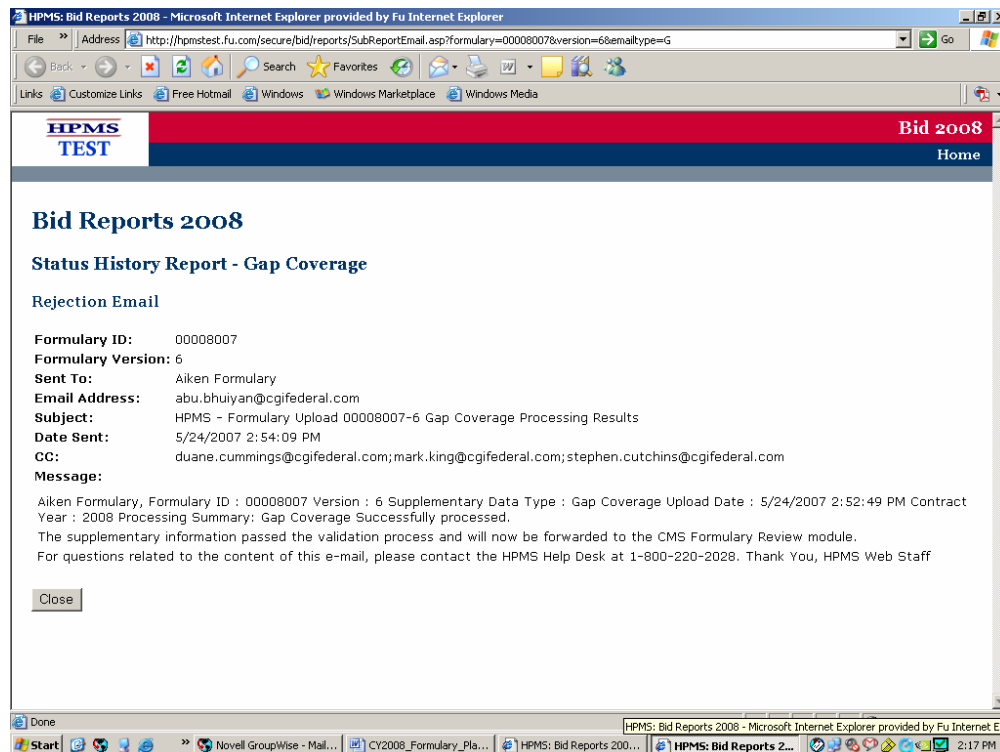 HPMS: Bid Reports 2008 - Microsoft Internet Explorer provided by Fu Internet Explorer
File » Address http://hpmstest.fu.com/secure/bid/reports/SubReportEmail.asp?formulary=00008007&version=6&emailtype=G Go
Back Search Favorites
Links Customize Links Free Hotmail Windows Windows Marketplace Windows Media
HPMS
TEST
Bid 2008
Home
Bid Reports 2008
Status History Report - Gap Coverage
Rejection Email
Formulary ID: 00008007
Formulary Version: 6
Sent To: Aiken Formulary
Email Address: abu.bhuiyan@cgifederal.com
Subject: HPMS - Formulary Upload 00008007-6 Gap Coverage Processing Results
Date Sent: 5/24/2007 2:54:09 PM
CC: duane.cummings@cgifederal.com;mark.king@cgifederal.com;stephen.cutchins@cgifederal.com
Message:
Aiken Formulary, Formulary ID : 00008007 Version : 6 Supplementary Data Type : Gap Coverage Upload Date : 5/24/2007 2:52:49 PM Contract
Year : 2008 Processing Summary: Gap Coverage Successfully processed.
The supplementary information passed the validation process and will now be forwarded to the CMS Formulary Review module.
For questions related to the content of this e-mail, please contact the HPMS Help Desk at 1-800-220-2028. Thank You, HPMS Web Staff
Close
Done
HPMS: Bid Reports 2008 - Microsoft Internet Explorer provided by Fu Internet E
Start » Novell GroupWise - Mail... CY2008_Formulary_Pla... HPMS: Bid Reports 200... HPMS: Bid Reports 2... 2:17 PM